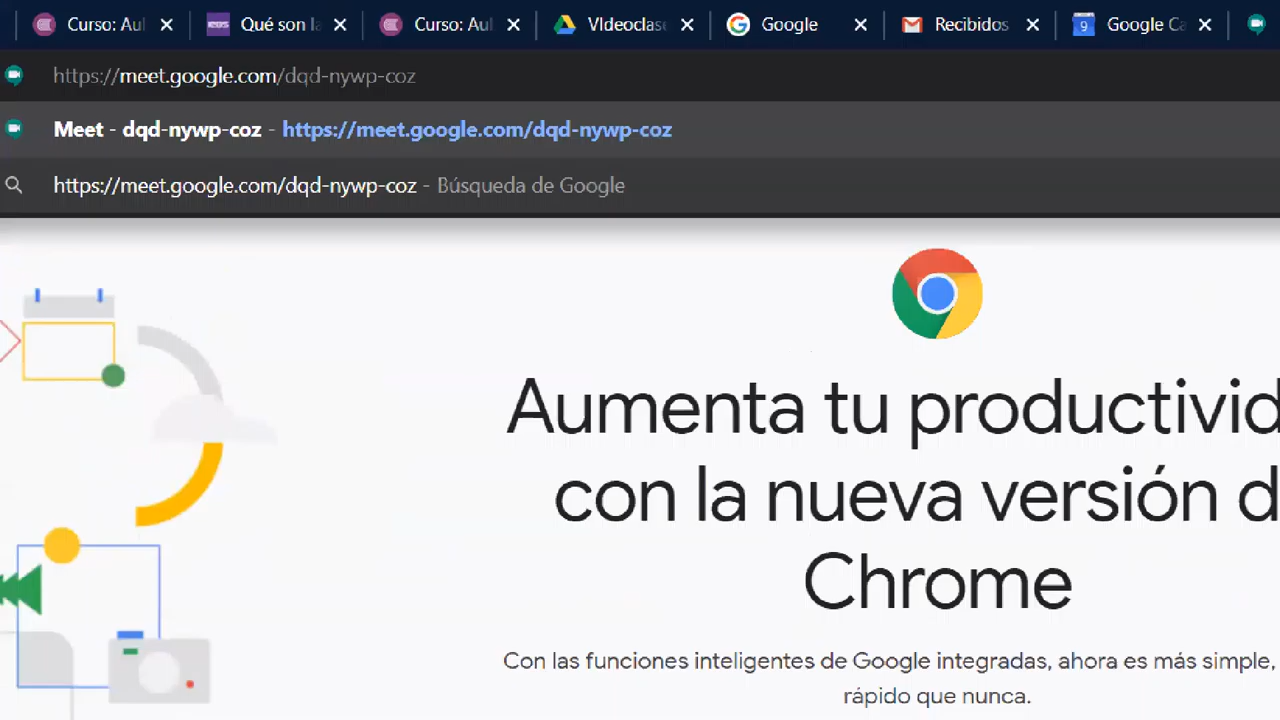 Curso: Aul Qué son la Curso: Aul VIdeoclase Google Recibidos Google Ca
https://meet.google.com/dqd-nywp-coz
Meet - dqd-nywp-coz - https://meet.google.com/dqd-nywp-coz
https://meet.google.com/dqd-nywp-coz - Búsqueda de Google
Aumenta tu productivid
con la nueva versión d
Chrome
Con las funciones inteligentes de Google integradas, ahora es más simple,
rápido que nunca.